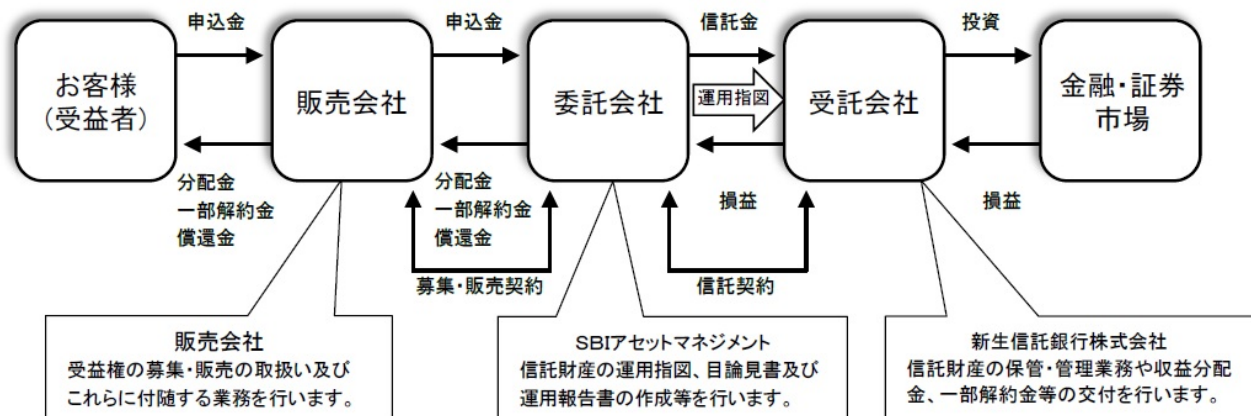 申込金
申込金
信託金
投資
お客様
(受益者)
販売会社
委託会社
運用指図
受託会社
金融・証券
市場
分配金
一部解約金
償還金
分配金
一部解約金
償還金
損益
損益
募集・販売契約
信託契約
販売会社
受益権の募集・販売の取扱い及び
これらに付随する業務を行います。
SBIアセットマネジメント
信託財産の運用指図、目論見書及び
運用報告書の作成等を行います。
新生信託銀行株式会社
信託財産の保管・管理業務や収益分配
金、一部解約金等の交付を行います。